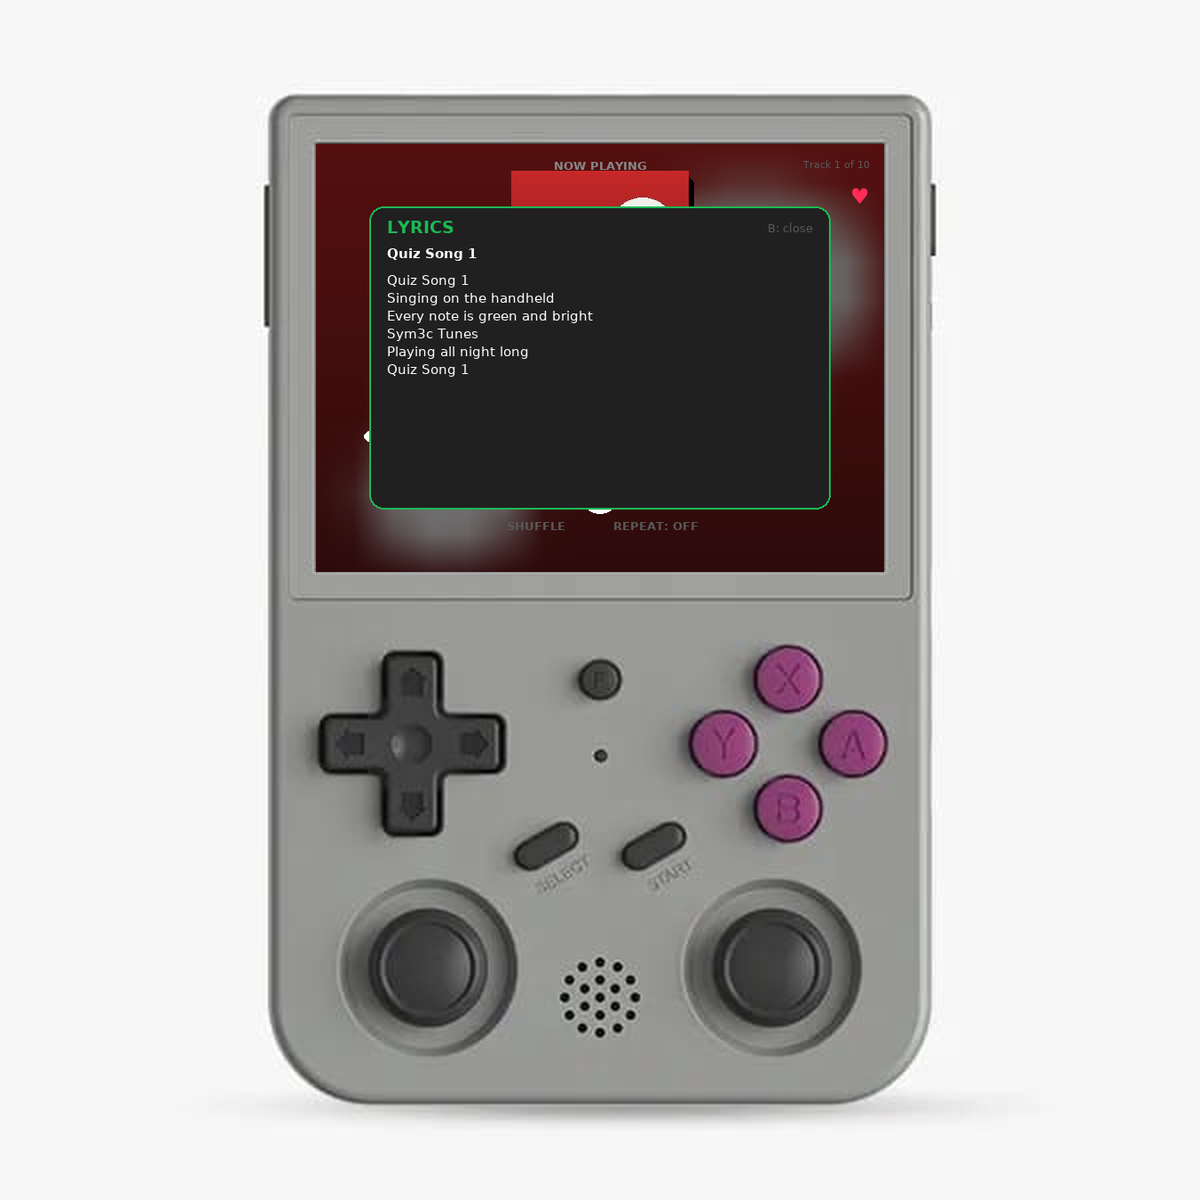 NOW PLAYING
Track 1 of 10
♥
LYRICS
B: close
Quiz Song 1
Quiz Song 1
Singing on the handheld
Every note is green and bright
Sym3c Tunes
Playing all night long
Quiz Song 1
SHUFFLE
REPEAT: OFF
F
X
Y
A
B
SELECT
START